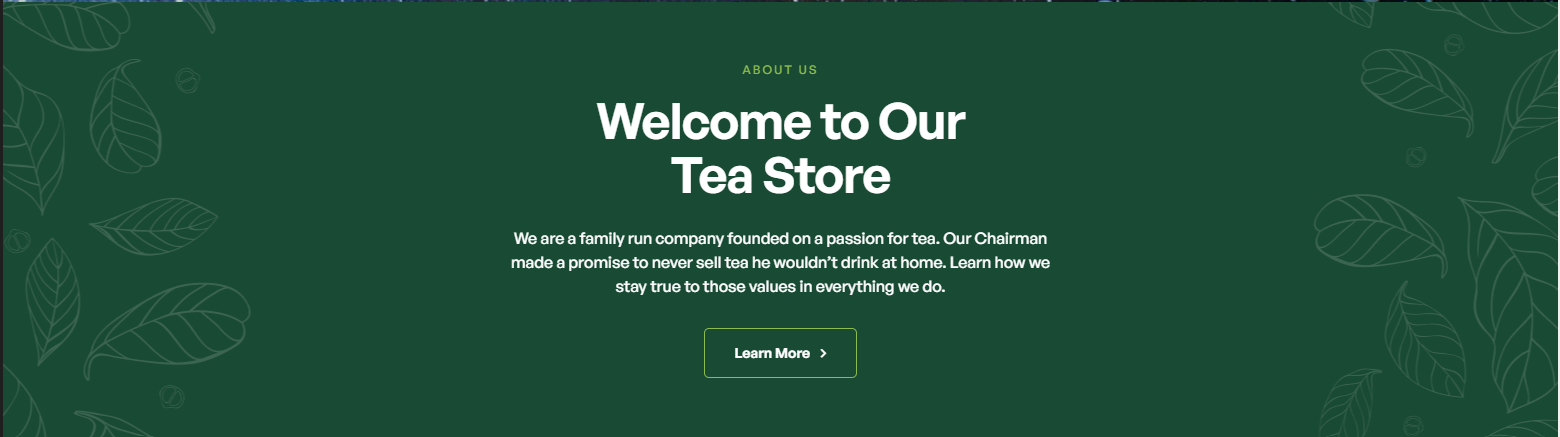 ABOUT US
Welcome to Our
Tea Store
We are a family run company founded on a passion for tea. Our Chairman
made a promise to never sell tea he wouldn’t drink at home. Learn how we
stay true to those values in everything we do.
Learn More